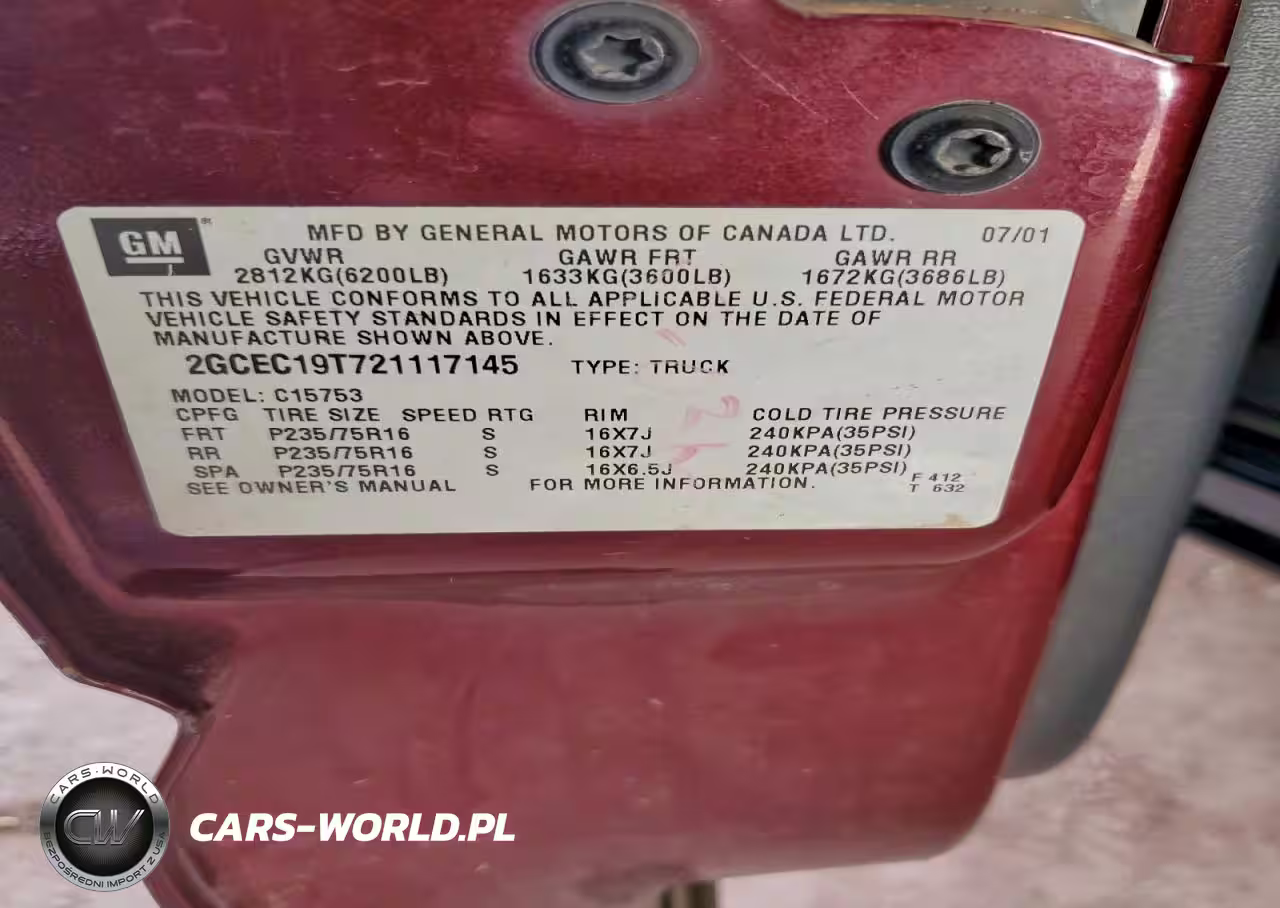 GM
MFD BY GENERAL MOTORS OF CANADA LTD. 07/01
GVWR GAWR FRT GAWR RR
2812KG(6200LB) 1633KG(3600LB) 1672KG(3686LB)
THIS VEHICLE CONFORMS TO ALL APPLICABLE U.S. FEDERAL MOTOR
VEHICLE SAFETY STANDARDS IN EFFECT ON THE DATE OF
MANUFACTURE SHOWN ABOVE.
2GCEC19T721117145 TYPE: TRUCK
MODEL: C15753
CPFG TIRE SIZE SPEED RTG RIM COLD TIRE PRESSURE
FRT P235/75R16 S 16X7J 240KPA(35PSI)
RR P235/75R16 S 16X7J 240KPA(35PSI)
SPA P235/75R16 S 16X6.5J 240KPA(35PSI)
SEE OWNER'S MANUAL FOR MORE INFORMATION.
F 412
T 632
CARS-WORLD
CW
BEZPOŚREDNI IMPORT Z USA
CARS-WORLD.PL